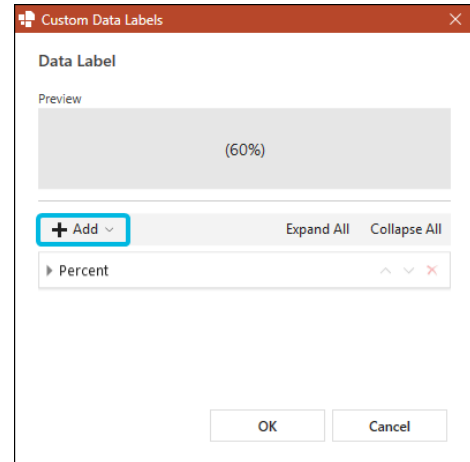 Custom Data Labels
Data Label
Preview
(60%)
Add
Expand All Collapse All
Percent
OK Cancel